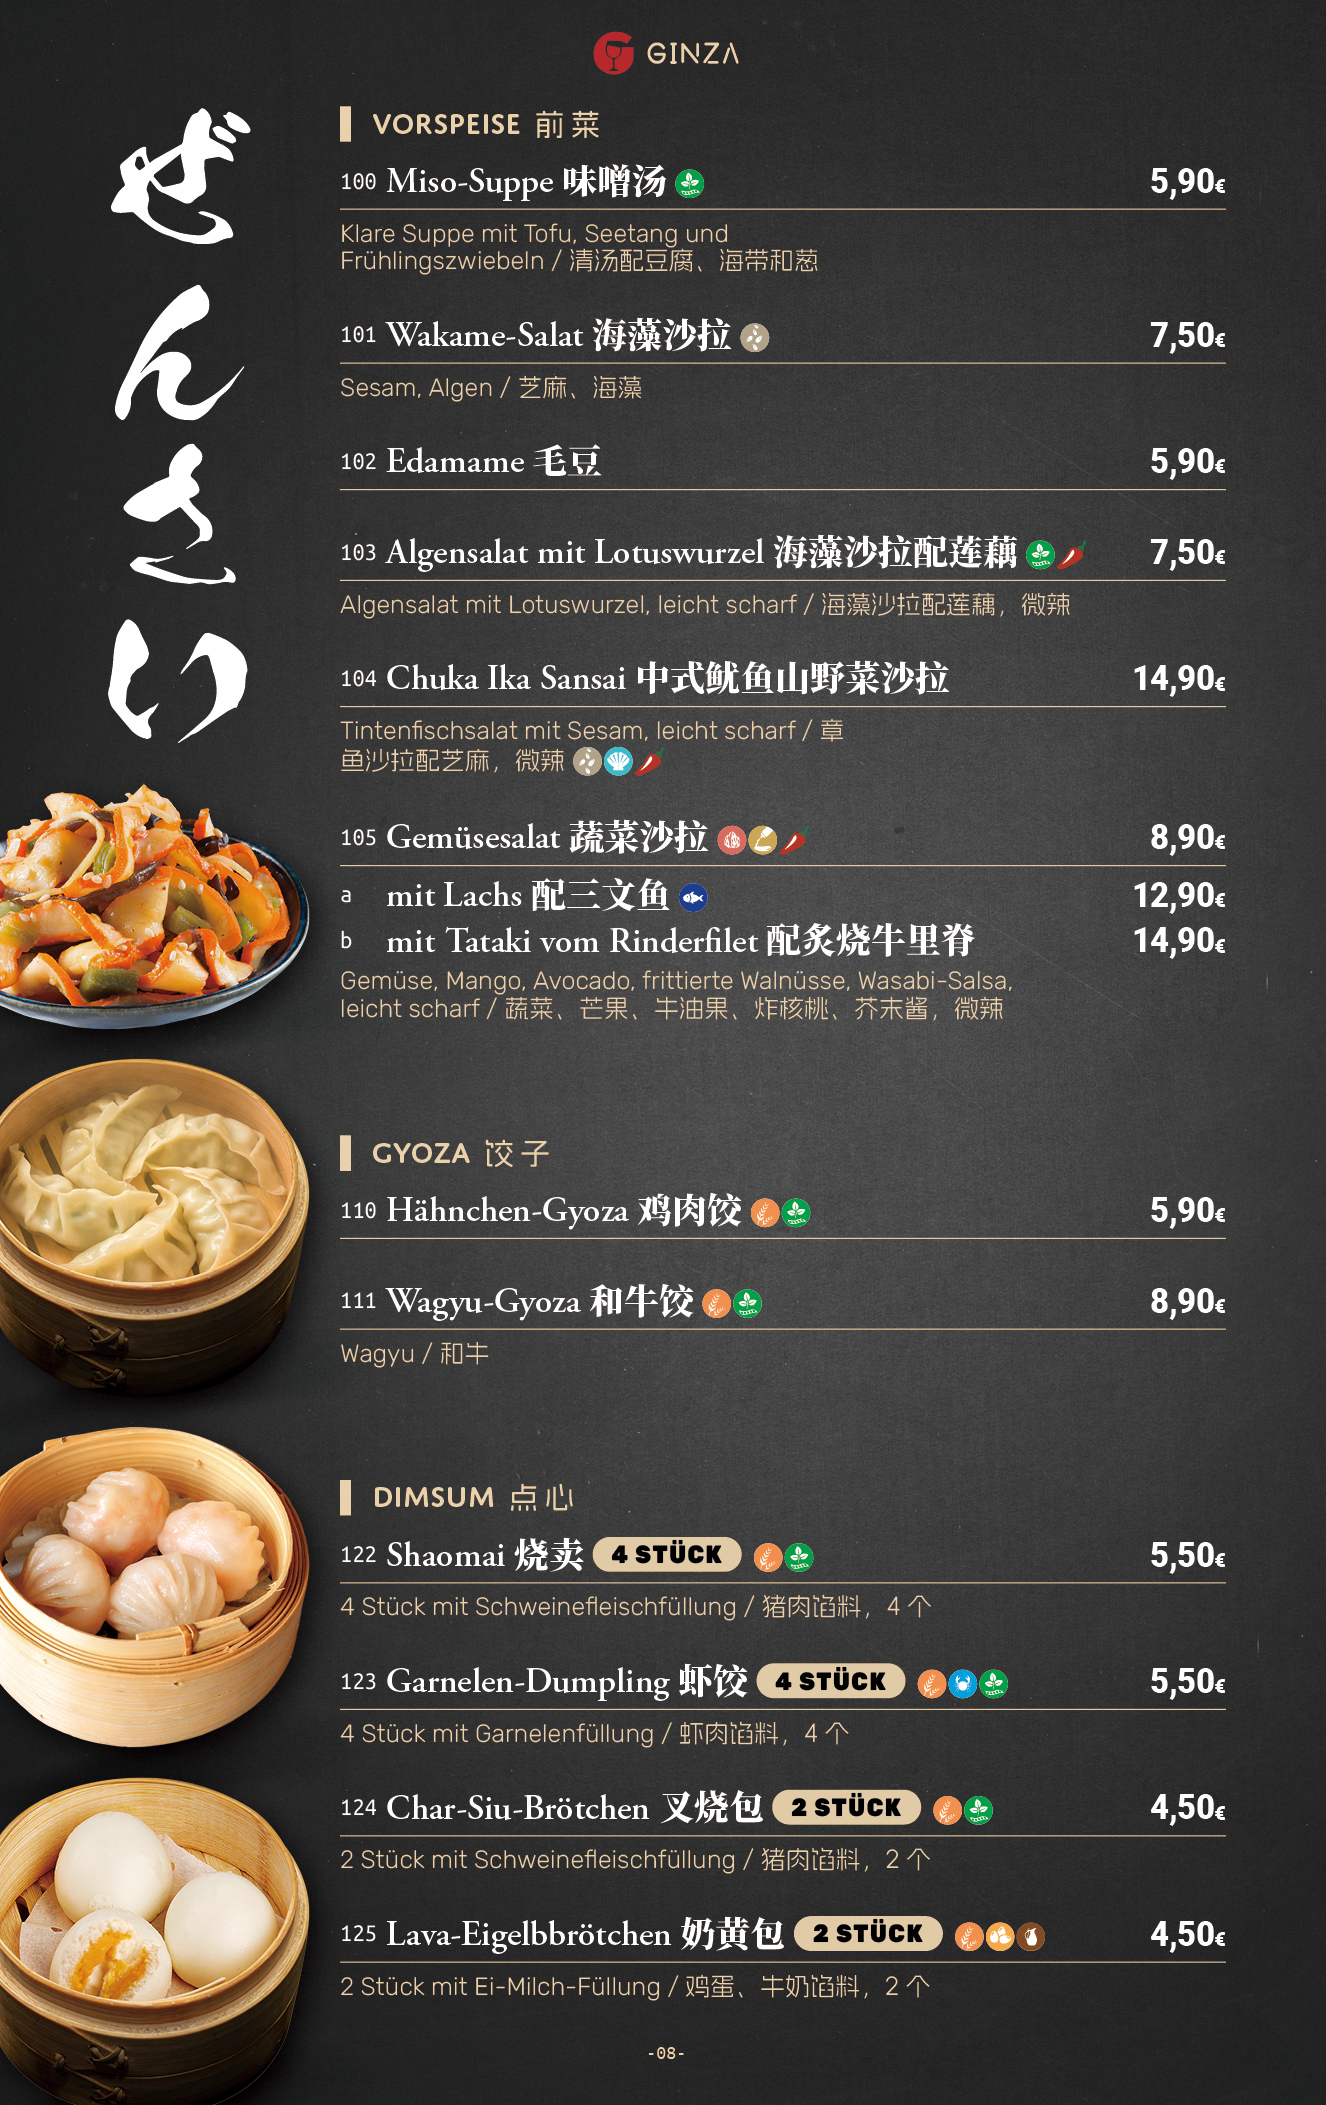 GINZA
ぜんさい
VORSPEISE 前菜
100 Miso-Suppe 味噌汤 5,90€
Klare Suppe mit Tofu, Seetang und
Frühlingszwiebeln / 清汤配豆腐、海带和葱
101 Wakame-Salat 海藻沙拉 7,50€
Sesam, Algen / 芝麻、海藻
102 Edamame 毛豆 5,90€
103 Algensalat mit Lotuswurzel 海藻沙拉配莲藕 7,50€
Algensalat mit Lotuswurzel, leicht scharf / 海藻沙拉配莲藕，微辣
104 Chuka Ika Sansai 中式鱿鱼山野菜沙拉 14,90€
Tintenfischsalat mit Sesam, leicht scharf / 章
鱼沙拉配芝麻，微辣
105 Gemüsesalat 蔬菜沙拉 8,90€
a mit Lachs 配三文鱼 12,90€
b mit Tataki vom Rinderfilet 配炙烧牛里脊 14,90€
Gemüse, Mango, Avocado, frittierte Walnüsse, Wasabi-Salsa,
leicht scharf / 蔬菜、芒果、牛油果、炸核桃、芥末酱，微辣
GYOZA 饺子
110 Hähnchen-Gyoza 鸡肉饺 5,90€
111 Wagyu-Gyoza 和牛饺 8,90€
Wagyu / 和牛
DIMSUM 点心
122 Shaomai 烧卖 4 STÜCK 5,50€
4 Stück mit Schweinefleischfüllung / 猪肉馅料，4 个
123 Garnelen-Dumpling 虾饺 4 STÜCK 5,50€
4 Stück mit Garnelenfüllung / 虾肉馅料，4 个
124 Char-Siu-Brötchen 叉烧包 2 STÜCK 4,50€
2 Stück mit Schweinefleischfüllung / 猪肉馅料，2 个
125 Lava-Eigelbbrötchen 奶黄包 2 STÜCK 4,50€
2 Stück mit Ei-Milch-Füllung / 鸡蛋、牛奶馅料，2 个
-08-